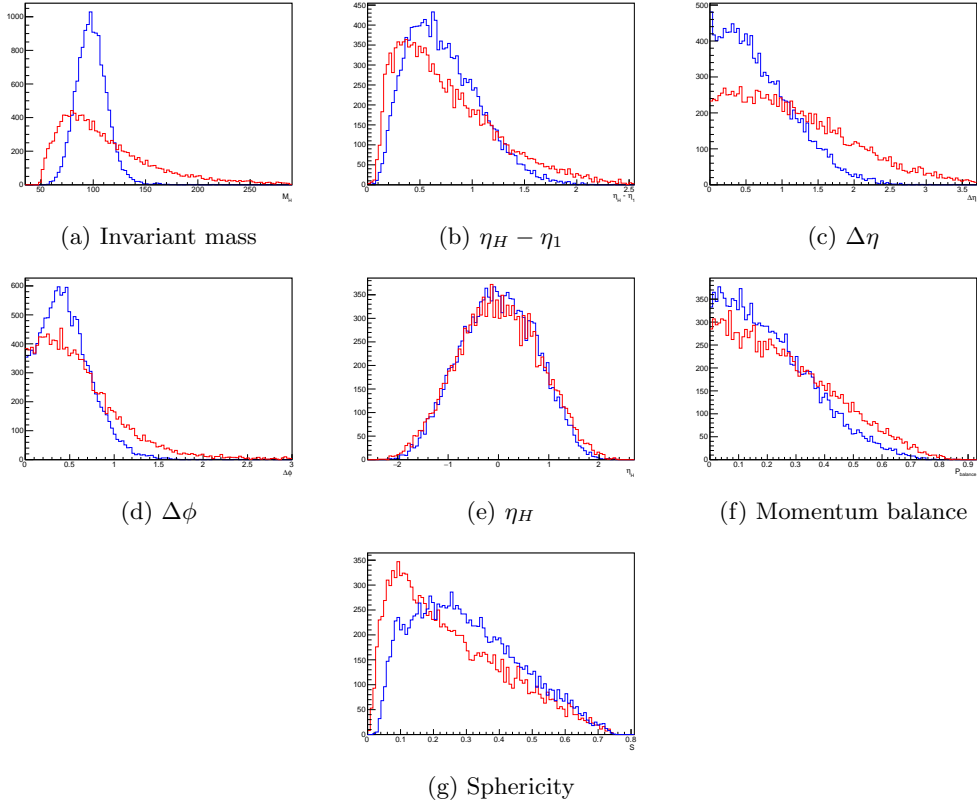 1000
800
600
400
200
0
50 100 150 200 250
M_H
(a) Invariant mass
450
400
350
300
250
200
150
100
50
0
0 0.5 1 1.5 2 2.5
η_H - η_1
(b) η_H − η_1
500
400
300
200
100
0
0 0.5 1 1.5 2 2.5 3 3.5
Δη
(c) Δη
600
500
400
300
200
100
0
0 0.5 1 1.5 2 2.5 3
Δφ
(d) Δϕ
350
300
250
200
150
100
50
0
−2 −1 0 1 2
η_H
(e) η_H
350
300
250
200
150
100
50
0
0 0.1 0.2 0.3 0.4 0.5 0.6 0.7 0.8 0.9
P_balance
(f) Momentum balance
350
300
250
200
150
100
50
0
0 0.1 0.2 0.3 0.4 0.5 0.6 0.7 0.8
S
(g) Sphericity